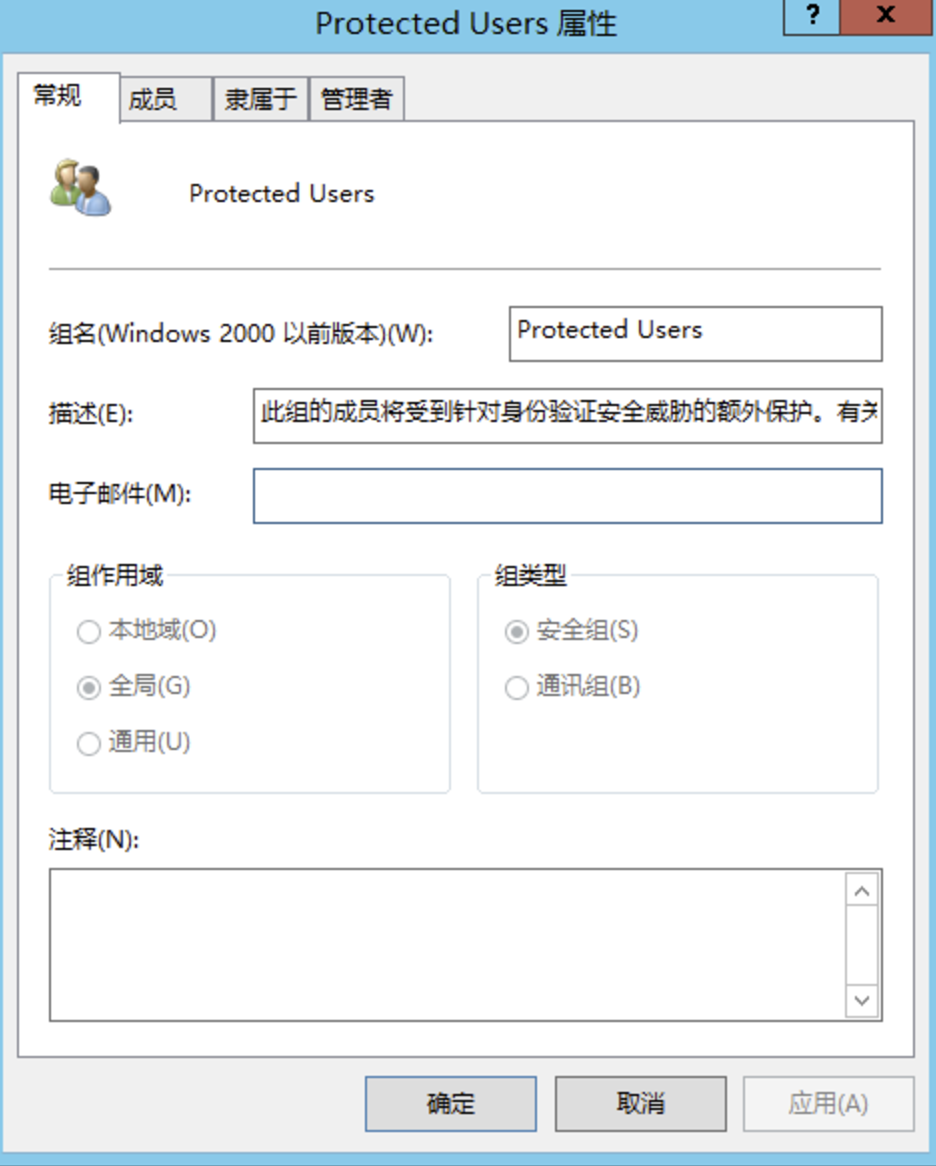 Protected Users 属性
? x
常规 成员 隶属于 管理者
Protected Users
组名(Windows 2000 以前版本)(W): Protected Users
描述(E): 此组的成员将受到针对身份验证安全威胁的额外保护。有关
电子邮件(M):
组作用域 组类型
本地域(O) 安全组(S)
全局(G) 通讯组(B)
通用(U)
注释(N):
确定 取消 应用(A)